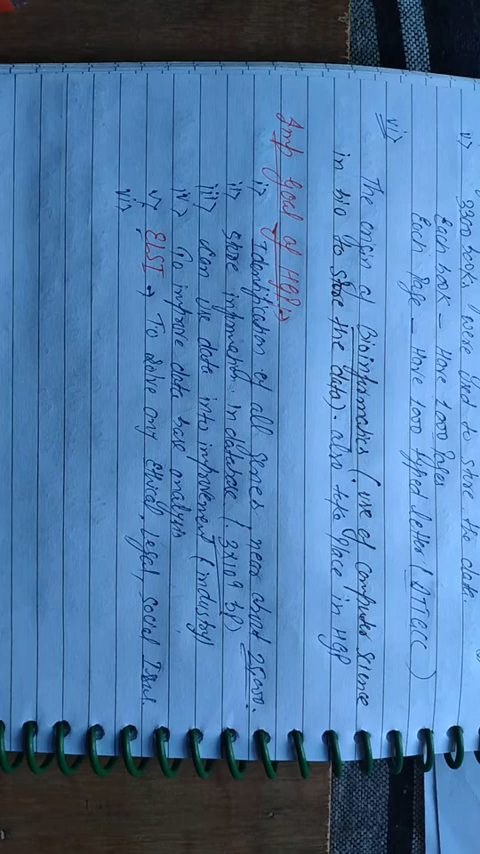 v> 3300 books were used to store the data.
Each book - Have 1000 Pages
Each Page - Have 1000 typed letter (ATTGCC)
vi> The origin of Bioinformatics (use of computer science
in bio to store the data). also take place in HGP
Imp Goal of HGP→
i> Identification of all genes near about 25000.
ii> Store information in database (3x10⁹ bP)
iii> Can use data into improvement (industry)
iv> To improve data base analysis
v> ELSI → To solve any Ethical, Legal, Social Issue.
vi>